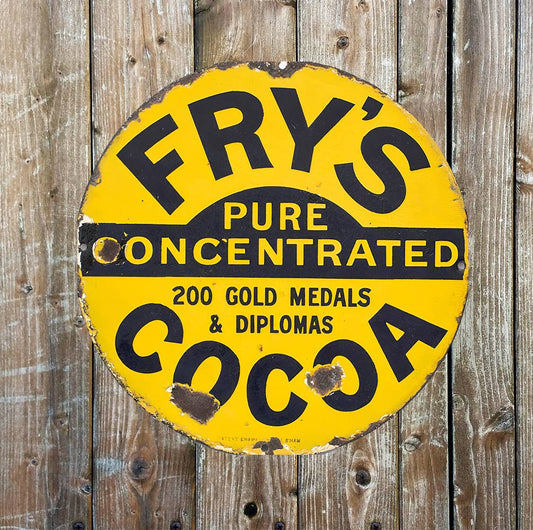 FRY'S
PURE
CONCENTRATED
200 GOLD MEDALS
& DIPLOMAS
COCOA